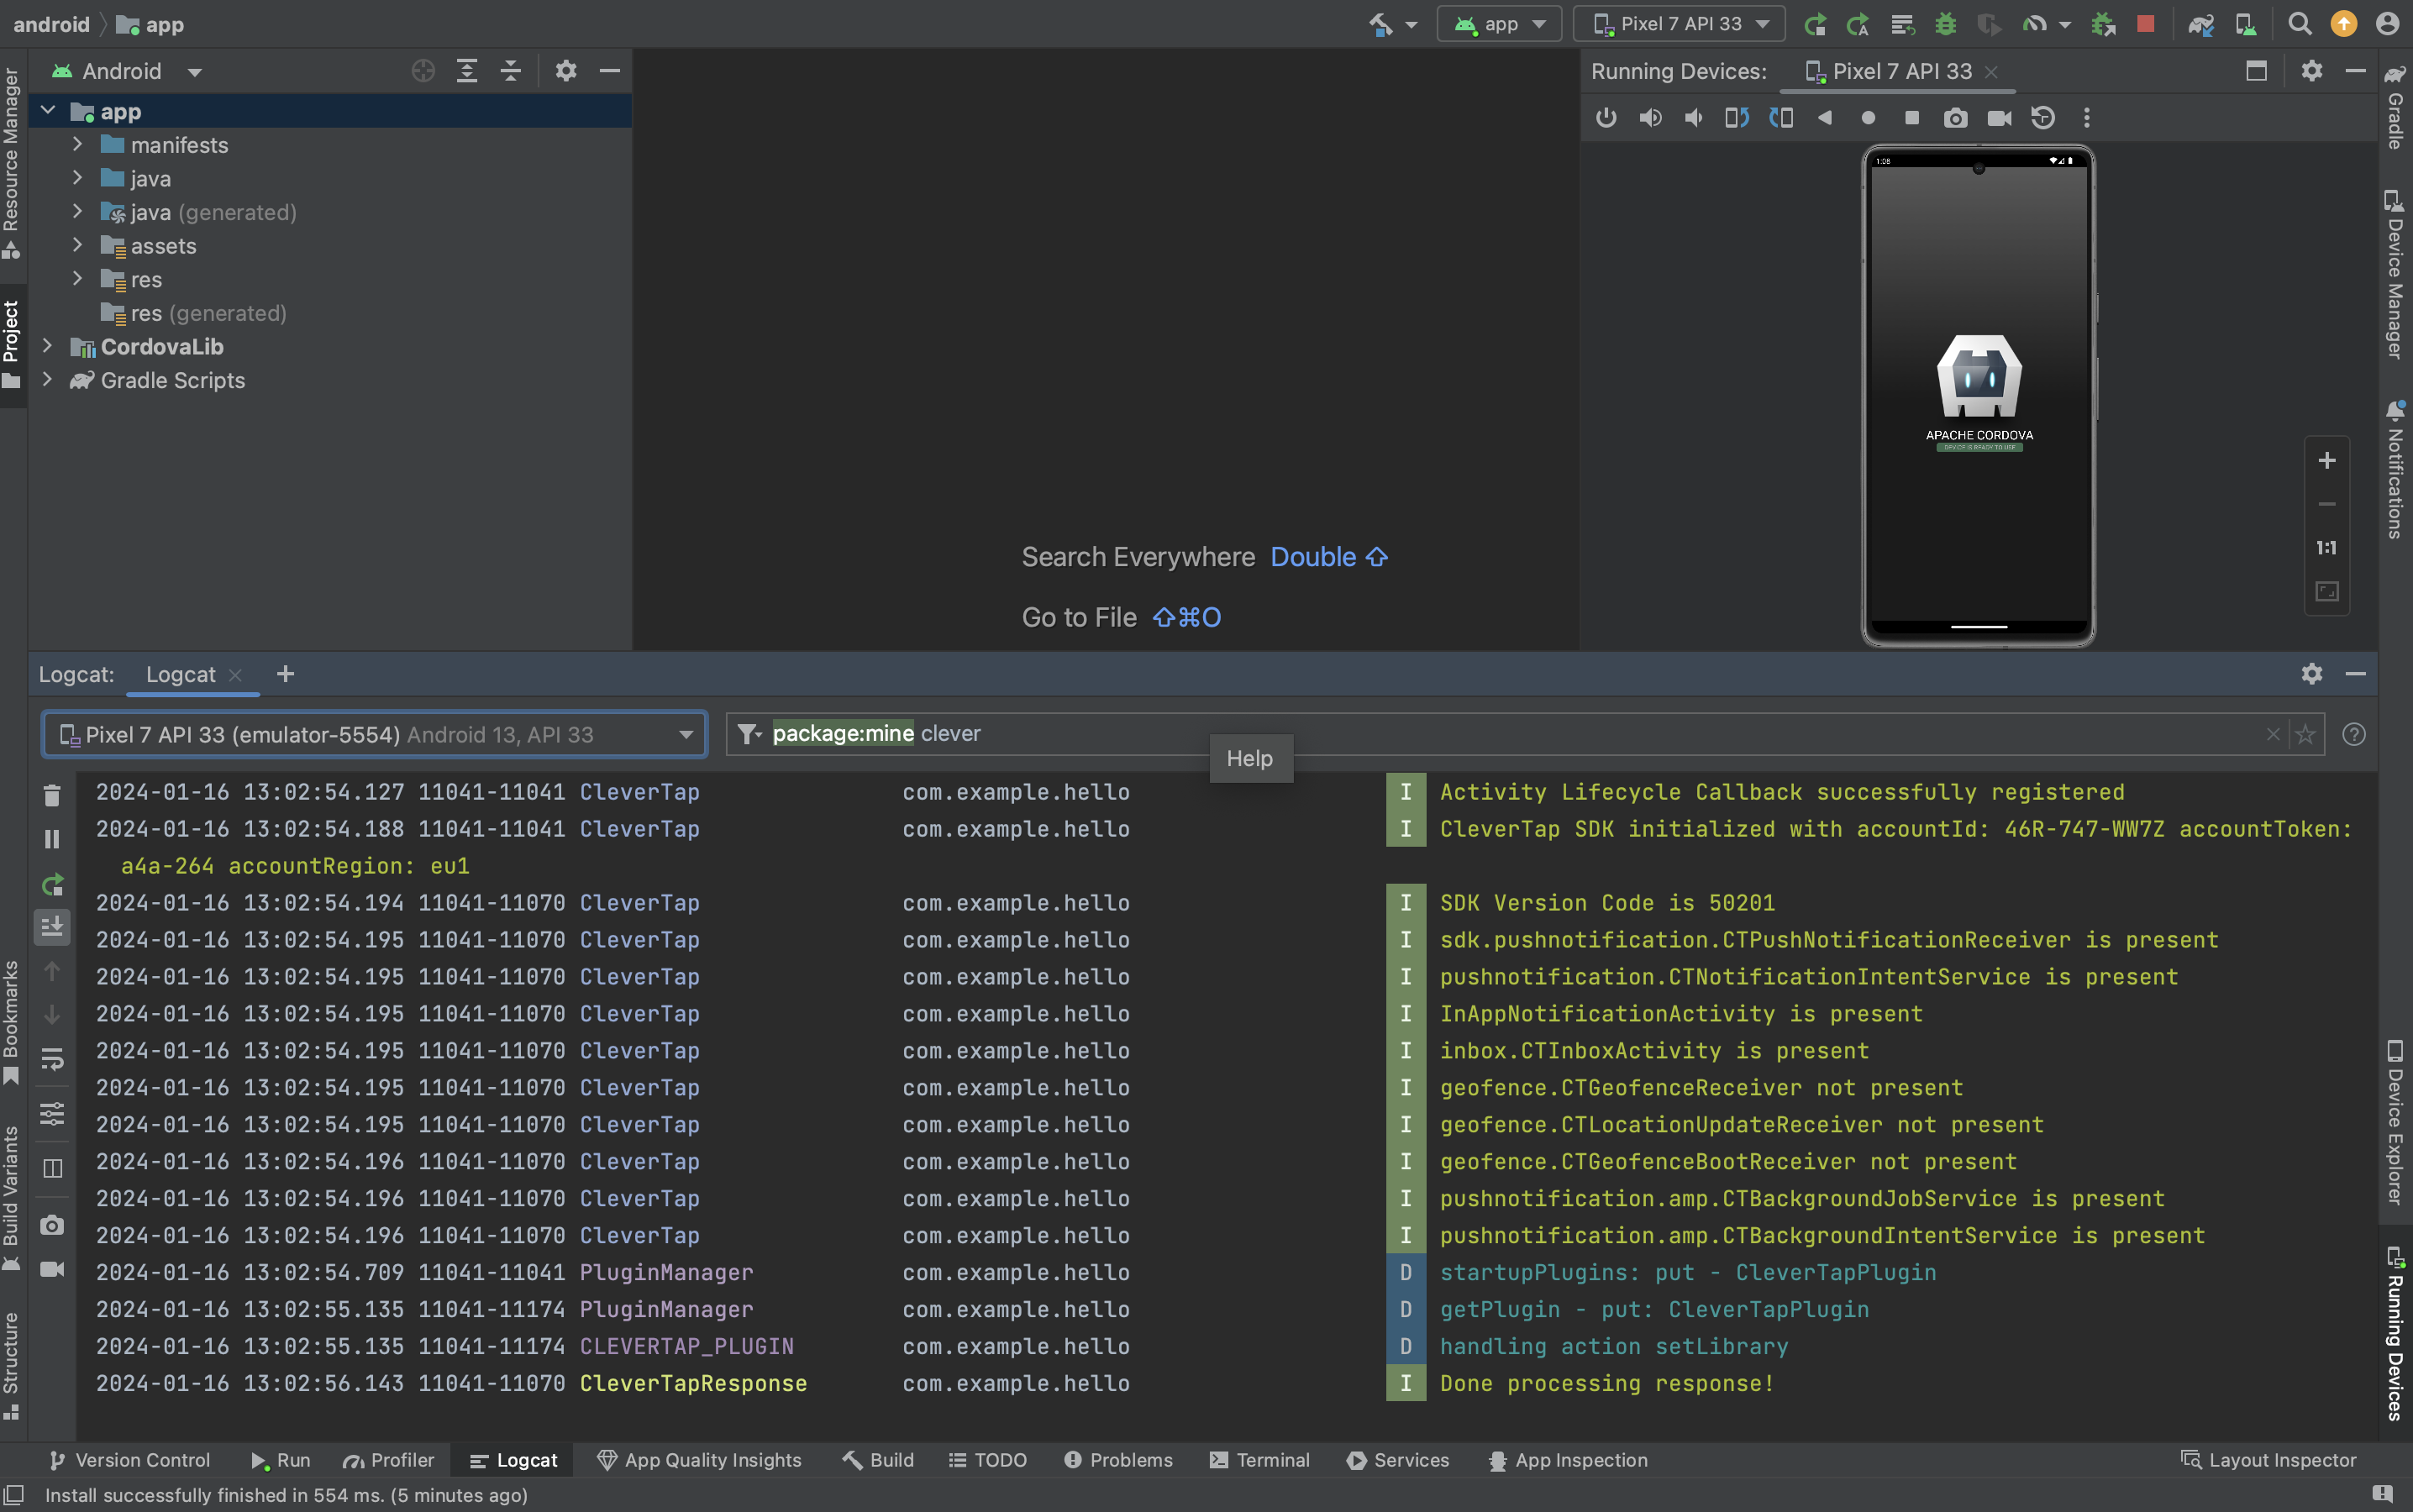 android
app
app
Pixel 7 API 33
Android
Running Devices:
Pixel 7 API 33
Resource Manager
Project
Bookmarks
Build Variants
Structure
app
manifests
java
java (generated)
assets
res
res (generated)
CordovaLib
Gradle Scripts
Search Everywhere Double ⇧
Go to File ⇧⌘O
1:08
APACHE CORDOVA
DEVICE IS READY TO USE
1:1
Gradle
Device Manager
Notifications
Device Explorer
Running Devices
Logcat:
Logcat
Pixel 7 API 33 (emulator-5554) Android 13, API 33
package:mine clever
Help
2024-01-16 13:02:54.127 11041-11041 CleverTap com.example.hello I Activity Lifecycle Callback successfully registered
2024-01-16 13:02:54.188 11041-11041 CleverTap com.example.hello I CleverTap SDK initialized with accountId: 46R-747-WW7Z accountToken:
a4a-264 accountRegion: eu1
2024-01-16 13:02:54.194 11041-11070 CleverTap com.example.hello I SDK Version Code is 50201
2024-01-16 13:02:54.195 11041-11070 CleverTap com.example.hello I sdk.pushnotification.CTPushNotificationReceiver is present
2024-01-16 13:02:54.195 11041-11070 CleverTap com.example.hello I pushnotification.CTNotificationIntentService is present
2024-01-16 13:02:54.195 11041-11070 CleverTap com.example.hello I InAppNotificationActivity is present
2024-01-16 13:02:54.195 11041-11070 CleverTap com.example.hello I inbox.CTInboxActivity is present
2024-01-16 13:02:54.195 11041-11070 CleverTap com.example.hello I geofence.CTGeofenceReceiver not present
2024-01-16 13:02:54.195 11041-11070 CleverTap com.example.hello I geofence.CTLocationUpdateReceiver not present
2024-01-16 13:02:54.196 11041-11070 CleverTap com.example.hello I geofence.CTGeofenceBootReceiver not present
2024-01-16 13:02:54.196 11041-11070 CleverTap com.example.hello I pushnotification.amp.CTBackgroundJobService is present
2024-01-16 13:02:54.196 11041-11070 CleverTap com.example.hello I pushnotification.amp.CTBackgroundIntentService is present
2024-01-16 13:02:54.709 11041-11041 PluginManager com.example.hello D startupPlugins: put - CleverTapPlugin
2024-01-16 13:02:55.135 11041-11174 PluginManager com.example.hello D getPlugin - put: CleverTapPlugin
2024-01-16 13:02:55.135 11041-11174 CLEVERTAP_PLUGIN com.example.hello D handling action setLibrary
2024-01-16 13:02:56.143 11041-11070 CleverTapResponse com.example.hello I Done processing response!
Version Control
Run
Profiler
Logcat
App Quality Insights
Build
TODO
Problems
Terminal
Services
App Inspection
Layout Inspector
Install successfully finished in 554 ms. (5 minutes ago)